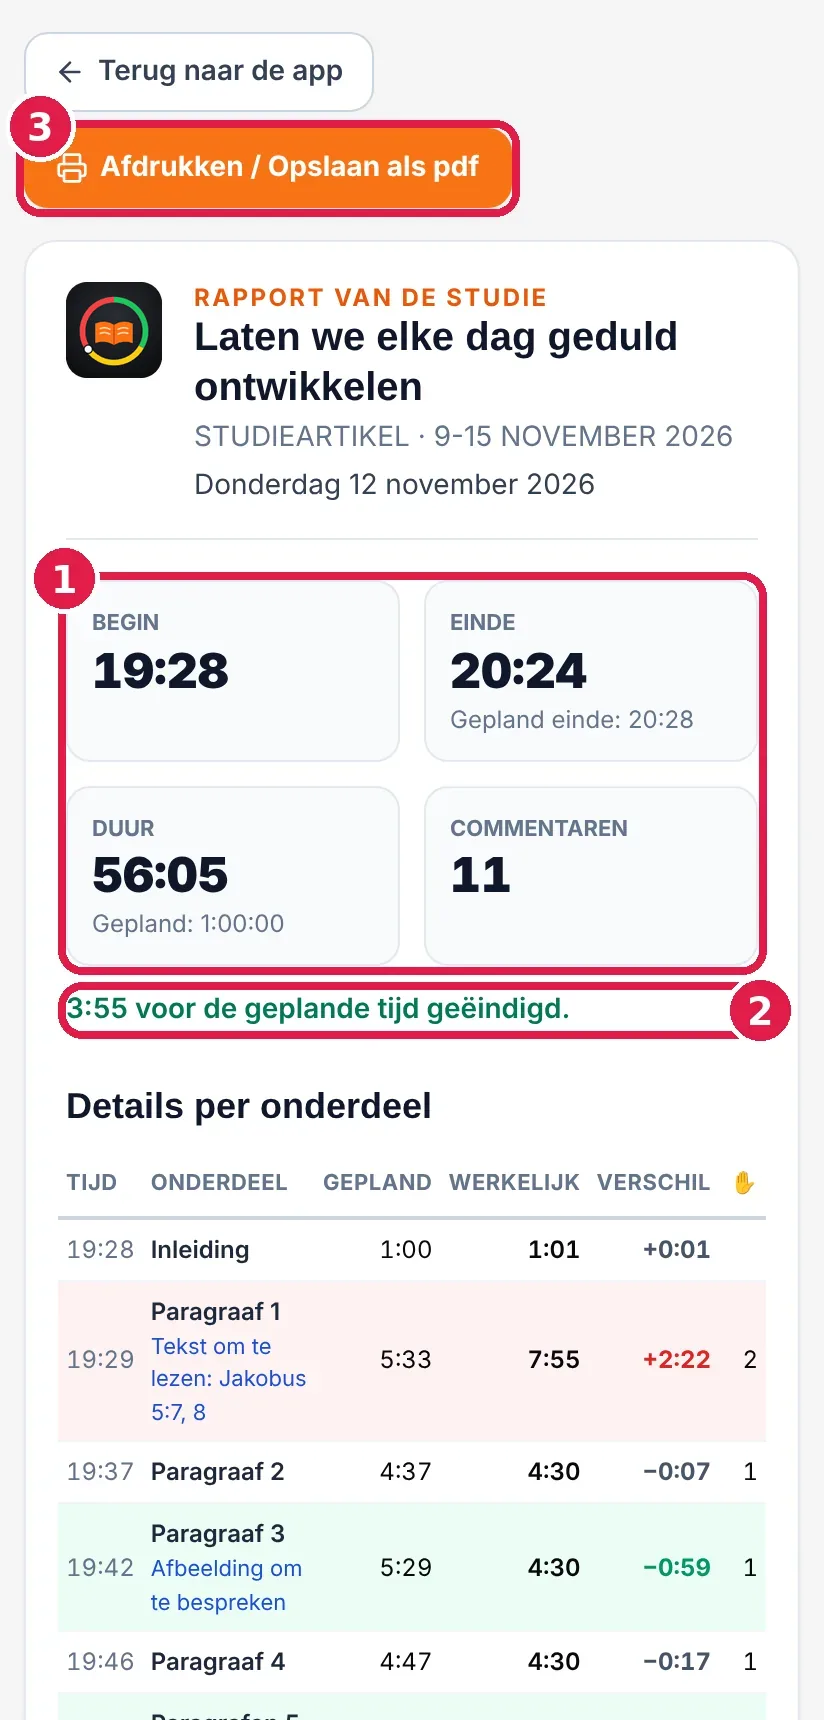 Terug naar de app
3
Afdrukken / Opslaan als pdf
RAPPORT VAN DE STUDIE
Laten we elke dag geduld
ontwikkelen
STUDIEARTIKEL · 9-15 NOVEMBER 2026
Donderdag 12 november 2026
1
BEGIN
19:28
EINDE
20:24
Gepland einde: 20:28
DUUR
56:05
Gepland: 1:00:00
COMMENTAREN
11
3:55 voor de geplande tijd geëindigd.
2
Details per onderdeel
TIJD ONDERDEEL GEPLAND WERKELIJK VERSCHIL ✋
19:28 Inleiding 1:00 1:01 +0:01
19:29 Paragraaf 1 5:33 7:55 +2:22 2
Tekst om te
lezen: Jakobus
5:7, 8
19:37 Paragraaf 2 4:37 4:30 −0:07 1
19:42 Paragraaf 3 5:29 4:30 −0:59 1
Afbeelding om
te bespreken
19:46 Paragraaf 4 4:47 4:30 −0:17 1
Paragrafen 5